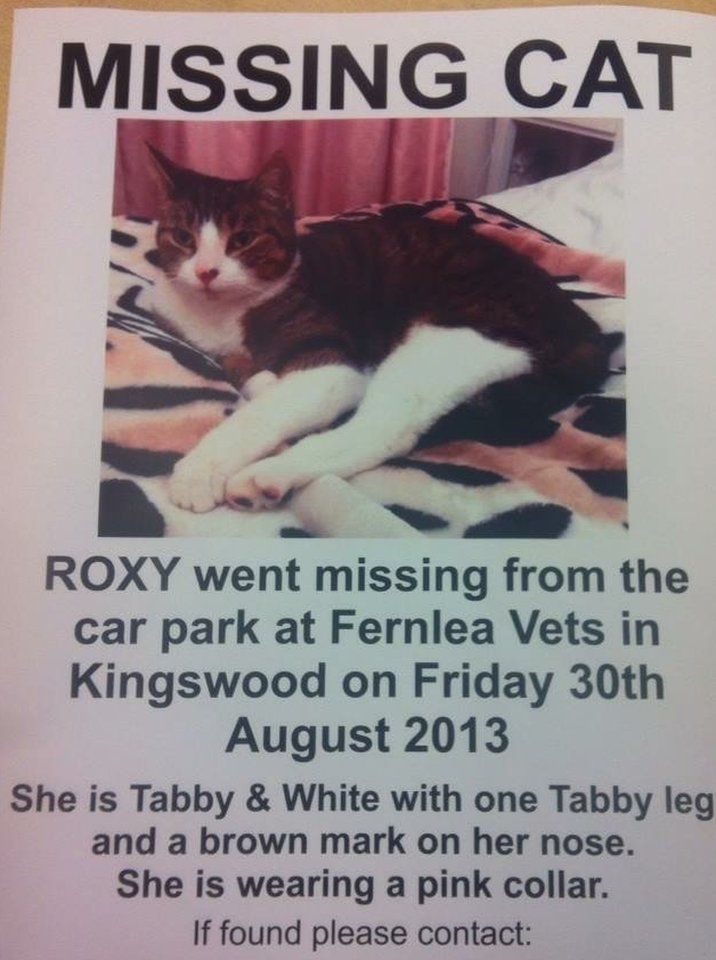 MISSING CAT
ROXY went missing from the
car park at Fernlea Vets in
Kingswood on Friday 30th
August 2013
She is Tabby & White with one Tabby leg
and a brown mark on her nose.
She is wearing a pink collar.
If found please contact: